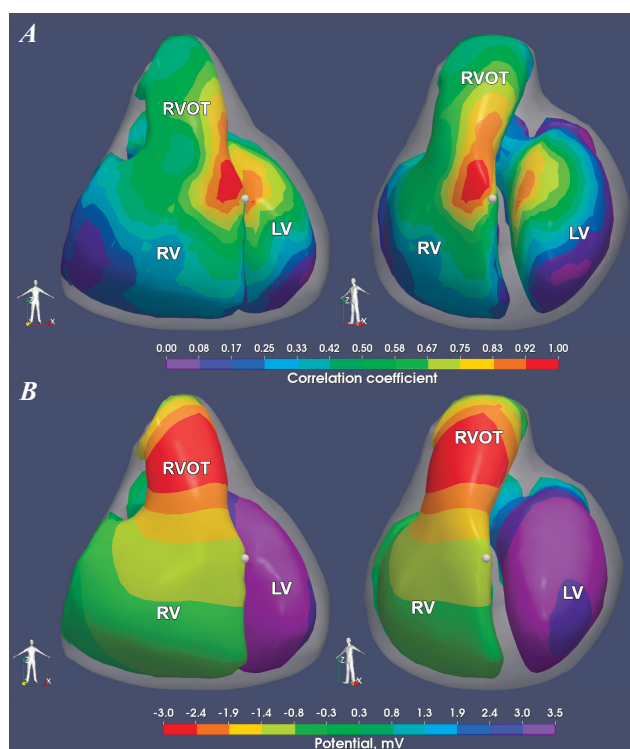 A
RVOT
RV
LV
RVOT
RV
LV
Z
X
Z
X
0.00 0.08 0.17 0.25 0.33 0.42 0.50 0.58 0.67 0.75 0.83 0.92 1.00
Correlation coefficient
B
RVOT
RV
LV
RVOT
RV
LV
Z
X
Z
X
-3.0 -2.4 -1.9 -1.4 -0.8 -0.3 0.3 0.8 1.3 1.9 2.4 3.0 3.5
Potential, mV